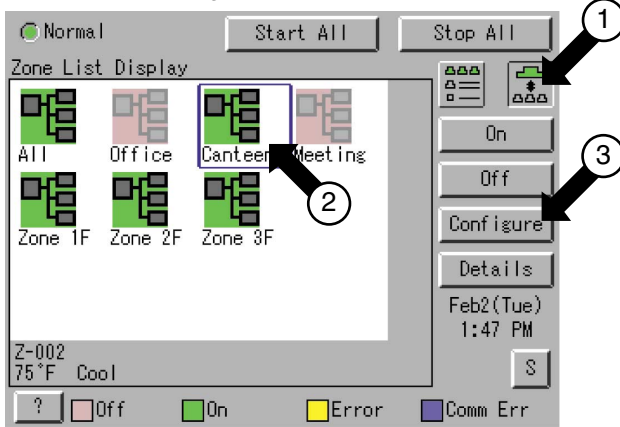 Normal
Start All
Stop All
1
Zone List Display
All
Office
Canteen
Meeting
On
2
Off
3
Zone 1F
Zone 2F
Zone 3F
Configure
Details
Feb2(Tue)
1:47 PM
Z-002
75°F Cool
S
?
Off
On
Error
Comm Err